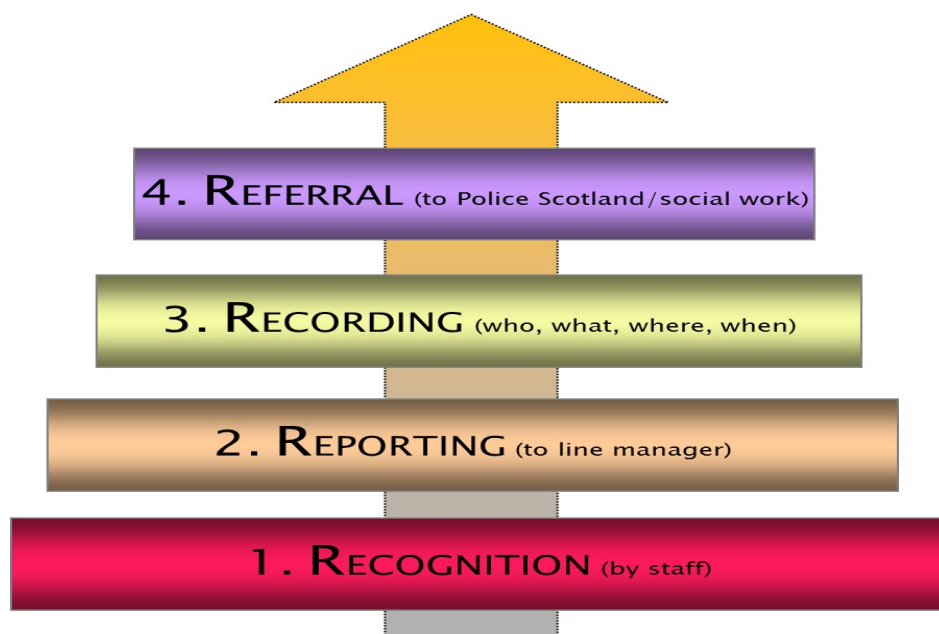 4. REFERRAL (to Police Scotland/social work)
3. RECORDING (who, what, where, when)
2. REPORTING (to line manager)
1. RECOGNITION (by staff)